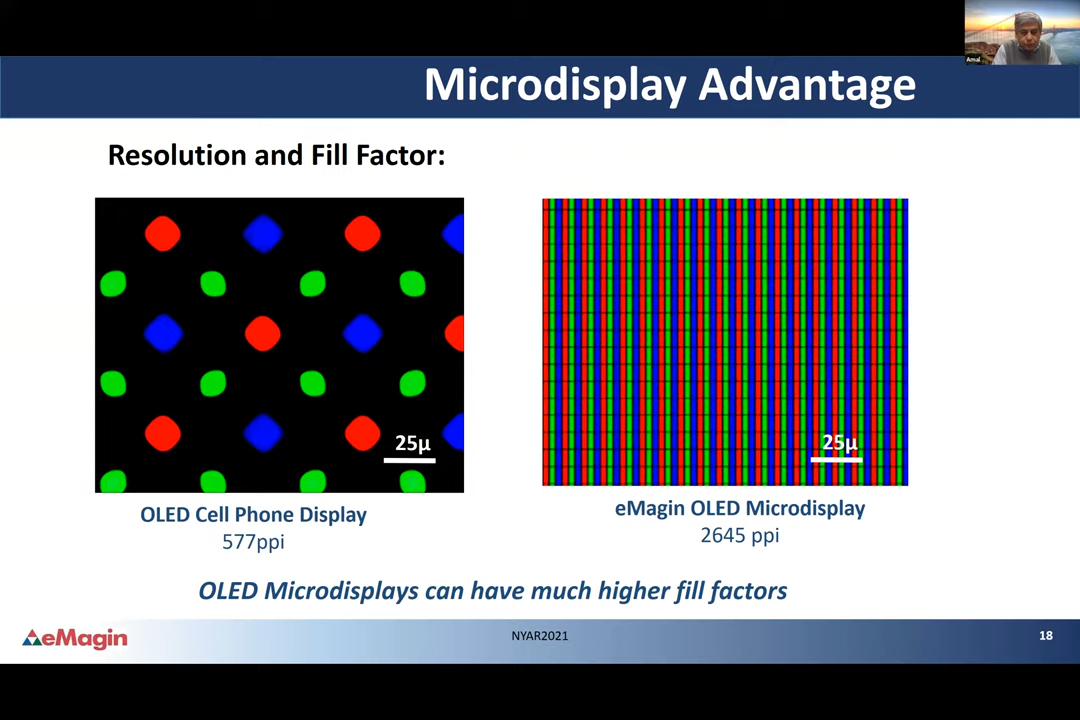 Amal
Microdisplay Advantage
Resolution and Fill Factor:
25µ
25µ
OLED Cell Phone Display
577ppi
eMagin OLED Microdisplay
2645 ppi
OLED Microdisplays can have much higher fill factors
eMagin
NYAR2021
18